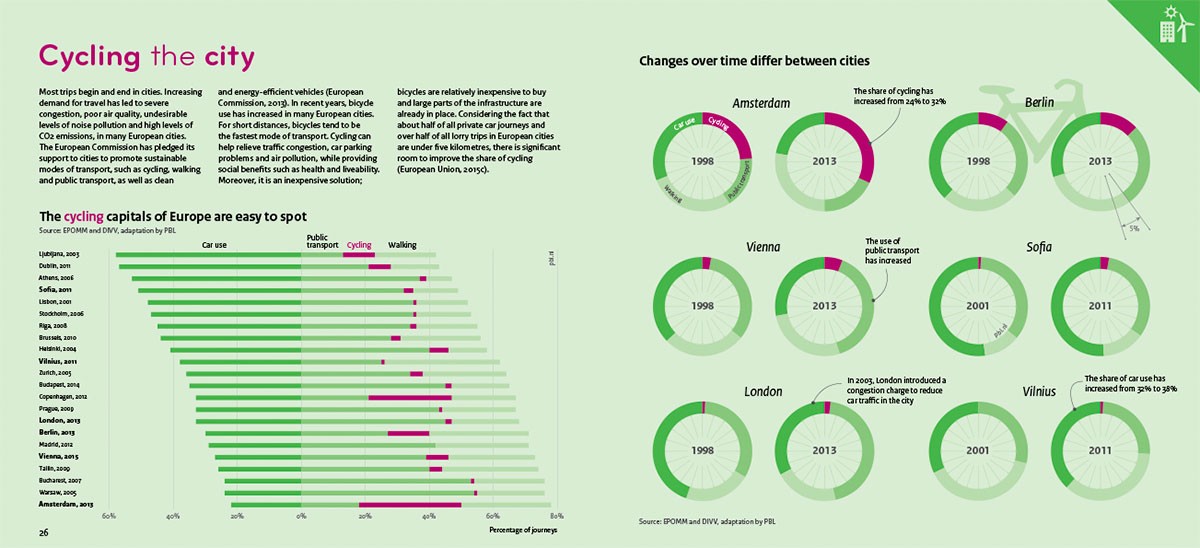 Cycling the city
Most trips begin and end in cities. Increasing
demand for travel has led to severe
congestion, poor air quality, undesirable
levels of noise pollution and high levels of
CO2 emissions, in many European cities.
The European Commission has pledged its
support to cities to promote sustainable
modes of transport, such as cycling, walking
and public transport, as well as clean
and energy-efficient vehicles (European
Commission, 2013). In recent years, bicycle
use has increased in many European cities.
For short distances, bicycles tend to be
the fastest mode of transport. Cycling can
help relieve traffic congestion, car parking
problems and air pollution, while providing
social benefits such as health and liveability.
Moreover, it is an inexpensive solution;
bicycles are relatively inexpensive to buy
and large parts of the infrastructure are
already in place. Considering the fact that
about half of all private car journeys and
over half of all lorry trips in European cities
are under five kilometres, there is significant
room to improve the share of cycling
(European Union, 2015c).
The cycling capitals of Europe are easy to spot
Source: EPOMM and DIVV, adaptation by PBL
Car use
Public
transport
Cycling
Walking
pbl.nl
Ljubljana, 2003
Dublin, 2011
Athens, 2006
Sofia, 2011
Lisbon, 2001
Stockholm, 2006
Riga, 2008
Brussels, 2010
Helsinki, 2004
Vilnius, 2011
Zurich, 2005
Budapest, 2014
Copenhagen, 2012
Prague, 2009
London, 2013
Berlin, 2013
Madrid, 2012
Vienna, 2013
Tallin, 2009
Bucharest, 2007
Warsaw, 2005
Amsterdam, 2013
60% 40% 20% 0% 20% 40% 60% 80%
Percentage of journeys
26
Changes over time differ between cities
Amsterdam
The share of cycling has
increased from 24% to 32%
Berlin
Car use
Cycling
Walking
Public transport
1998
2013
1998
2013
5%
Vienna
The use of
public transport
has increased
Sofia
1998
2013
2001
2011
pbl.nl
London
In 2003, London introduced a
congestion charge to reduce
car traffic in the city
Vilnius
The share of car use has
increased from 32% to 38%
1998
2013
2001
2011
Source: EPOMM and DIVV, adaptation by PBL